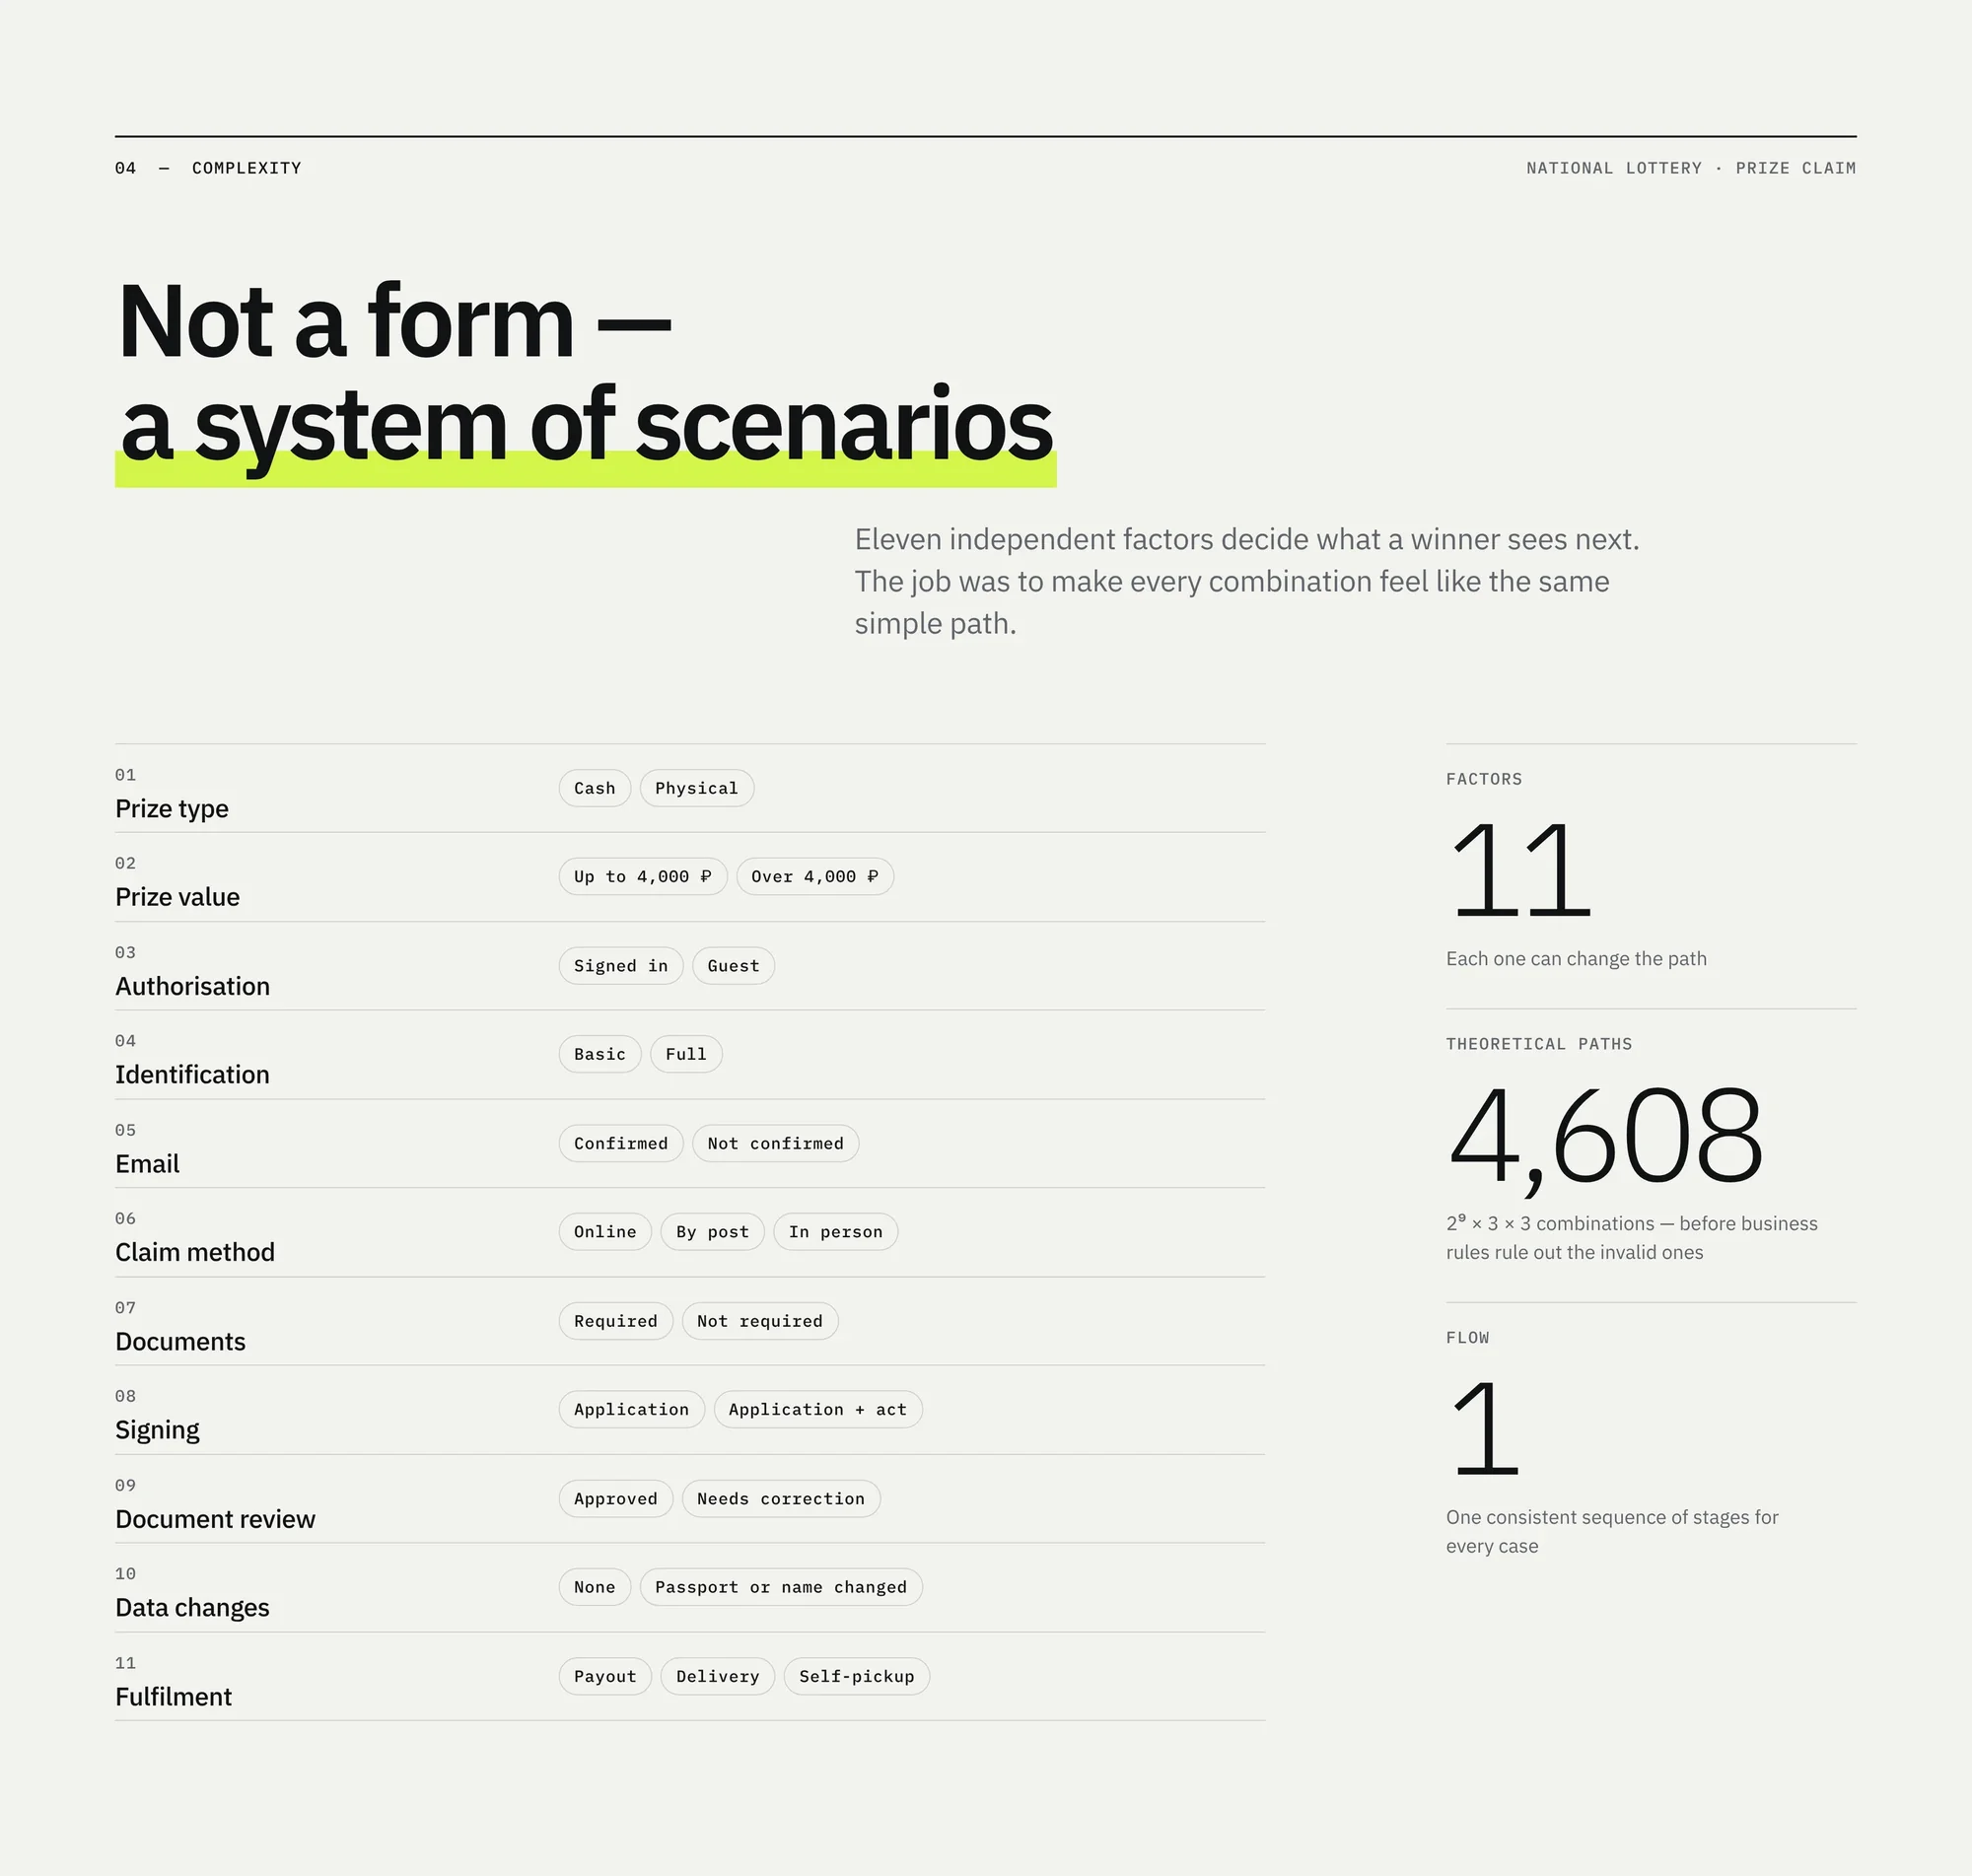 04 — COMPLEXITY
NATIONAL LOTTERY · PRIZE CLAIM
Not a form —
a system of scenarios
Eleven independent factors decide what a winner sees next.
The job was to make every combination feel like the same
simple path.
01
Prize type
Cash Physical
02
Prize value
Up to 4,000 ₽ Over 4,000 ₽
03
Authorisation
Signed in Guest
04
Identification
Basic Full
05
Email
Confirmed Not confirmed
06
Claim method
Online By post In person
07
Documents
Required Not required
08
Signing
Application Application + act
09
Document review
Approved Needs correction
10
Data changes
None Passport or name changed
11
Fulfilment
Payout Delivery Self-pickup
FACTORS
11
Each one can change the path
THEORETICAL PATHS
4,608
2⁹ × 3 × 3 combinations — before business
rules rule out the invalid ones
FLOW
1
One consistent sequence of stages for
every case